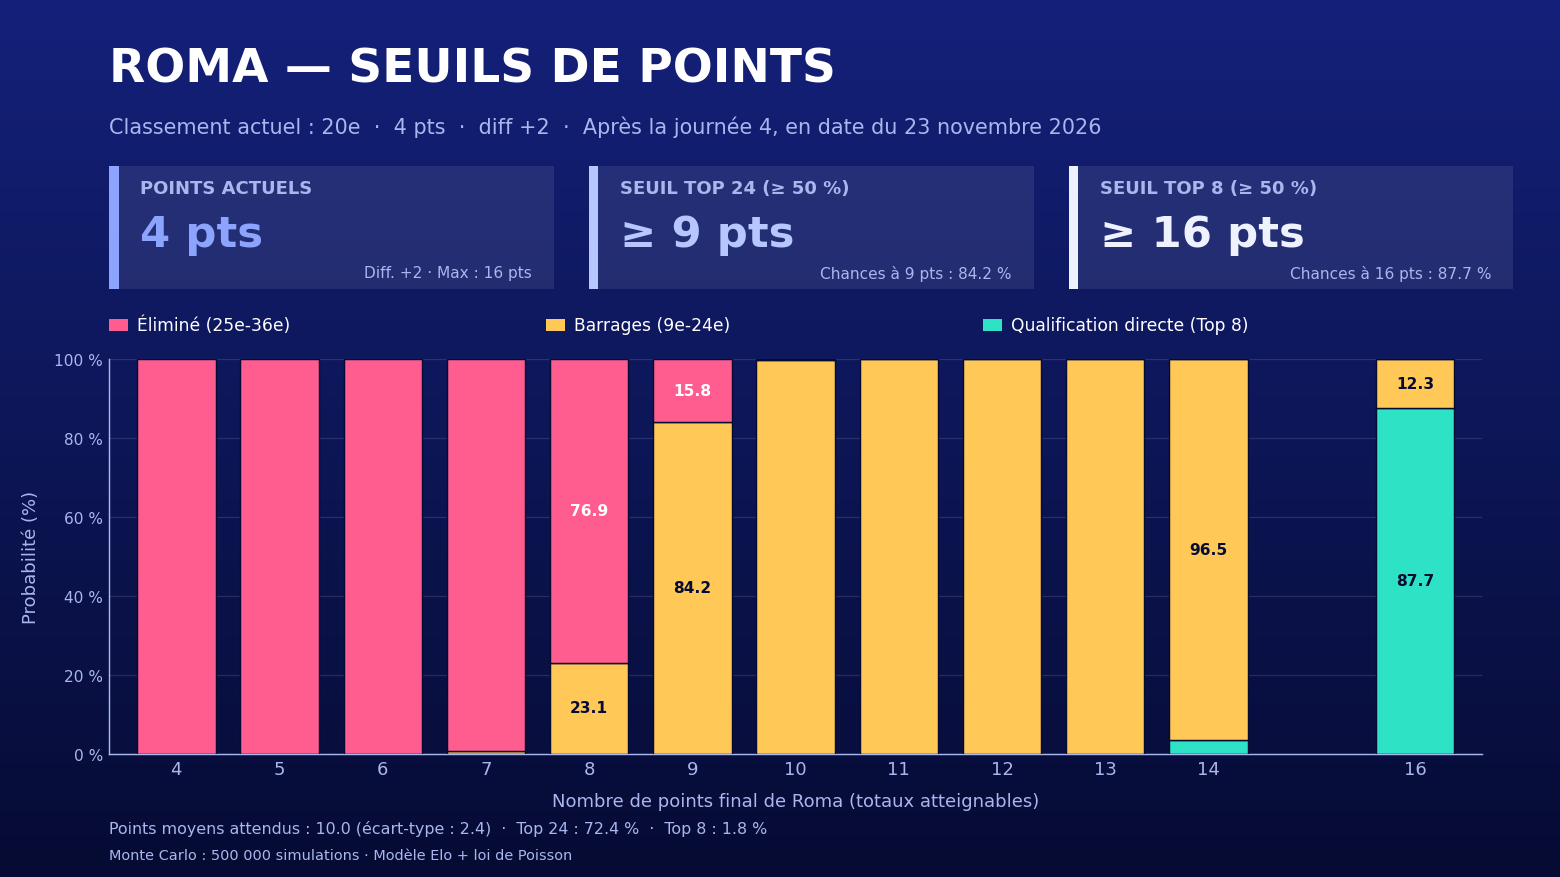 ROMA — SEUILS DE POINTS
Classement actuel : 20e · 4 pts · diff +2 · Après la journée 4, en date du 23 novembre 2026
POINTS ACTUELS
4 pts
Diff. +2 · Max : 16 pts
SEUIL TOP 24 (≥ 50 %)
≥ 9 pts
Chances à 9 pts : 84.2 %
SEUIL TOP 8 (≥ 50 %)
≥ 16 pts
Chances à 16 pts : 87.7 %
Éliminé (25e-36e)
Barrages (9e-24e)
Qualification directe (Top 8)
Probabilité (%)
100 %
80 %
60 %
40 %
20 %
0 %
76.9
23.1
15.8
84.2
96.5
12.3
87.7
4 5 6 7 8 9 10 11 12 13 14 16
Nombre de points final de Roma (totaux atteignables)
Points moyens attendus : 10.0 (écart-type : 2.4) · Top 24 : 72.4 % · Top 8 : 1.8 %
Monte Carlo : 500 000 simulations · Modèle Elo + loi de Poisson